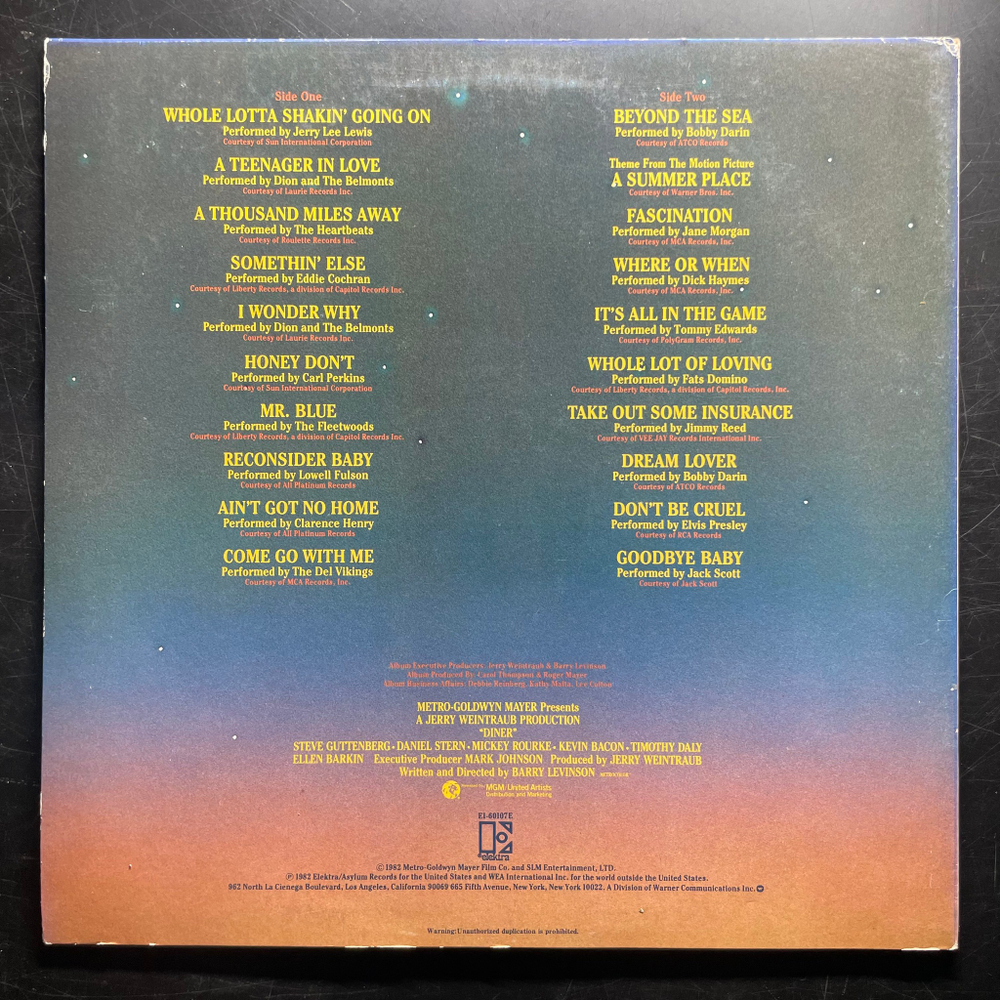 Side One
WHOLE LOTTA SHAKIN' GOING ON
Performed by Jerry Lee Lewis
Courtesy of Sun International Corporation
A TEENAGER IN LOVE
Performed by Dion and The Belmonts
Courtesy of Laurie Records Inc.
A THOUSAND MILES AWAY
Performed by The Heartbeats
Courtesy of Roulette Records Inc.
SOMETHIN' ELSE
Performed by Eddie Cochran
Courtesy of Liberty Records, a division of Capitol Records Inc.
I WONDER WHY
Performed by Dion and The Belmonts
Courtesy of Laurie Records Inc.
HONEY DON'T
Performed by Carl Perkins
Courtesy of Sun International Corporation
MR. BLUE
Performed by The Fleetwoods
Courtesy of Liberty Records, a division of Capitol Records Inc.
RECONSIDER BABY
Performed by Lowell Fulson
Courtesy of All Platinum Records
AIN'T GOT NO HOME
Performed by Clarence Henry
Courtesy of All Platinum Records
COME GO WITH ME
Performed by The Del Vikings
Courtesy of MCA Records, Inc.
Side Two
BEYOND THE SEA
Performed by Bobby Darin
Courtesy of ATCO Records
Theme From The Motion Picture
A SUMMER PLACE
Courtesy of Warner Bros. Inc.
FASCINATION
Performed by Jane Morgan
Courtesy of MCA Records, Inc.
WHERE OR WHEN
Performed by Dick Haymes
Courtesy of MCA Records, Inc.
IT'S ALL IN THE GAME
Performed by Tommy Edwards
Courtesy of PolyGram Records, Inc.
WHOLE LOT OF LOVING
Performed by Fats Domino
Courtesy of Liberty Records, a division of Capitol Records, Inc.
TAKE OUT SOME INSURANCE
Performed by Jimmy Reed
Courtesy of VEE JAY Records International Inc.
DREAM LOVER
Performed by Bobby Darin
Courtesy of ATCO Records
DON'T BE CRUEL
Performed by Elvis Presley
Courtesy of RCA Records
GOODBYE BABY
Performed by Jack Scott
Courtesy of Jack Scott
Album Executive Producers: Jerry Weintraub & Barry Levinson
Album Produced By: Carol Thompson & Roger Mayer
Album Business Affairs: Debbie Reinberg, Kathy Malta, Lee
METRO-GOLDWYN MAYER Presents
A JERRY WEINTRAUB PRODUCTION
"DINER"
STEVE GUTTENBERG • DANIEL STERN • MICKEY ROURKE • KEVIN BACON • TIMOTHY DALY
ELLEN BARKIN Executive Producer MARK JOHNSON Produced by JERRY WEINTRAUB
Written and Directed by BARRY LEVINSON METROCOLOR
MGM/United Artists
Distribution and Marketing
E1-60107E
elektra
© 1982 Metro-Goldwyn Mayer Film Co. and SLM Entertainment, LTD.
℗ 1982 Elektra/Asylum Records for the United States and WEA International Inc. for the world outside the United States.
962 North La Cienega Boulevard, Los Angeles, California 90069 665 Fifth Avenue, New York, New York 10022. A Division of Warner Communications Inc.
Warning: Unauthorized duplication is prohibited.